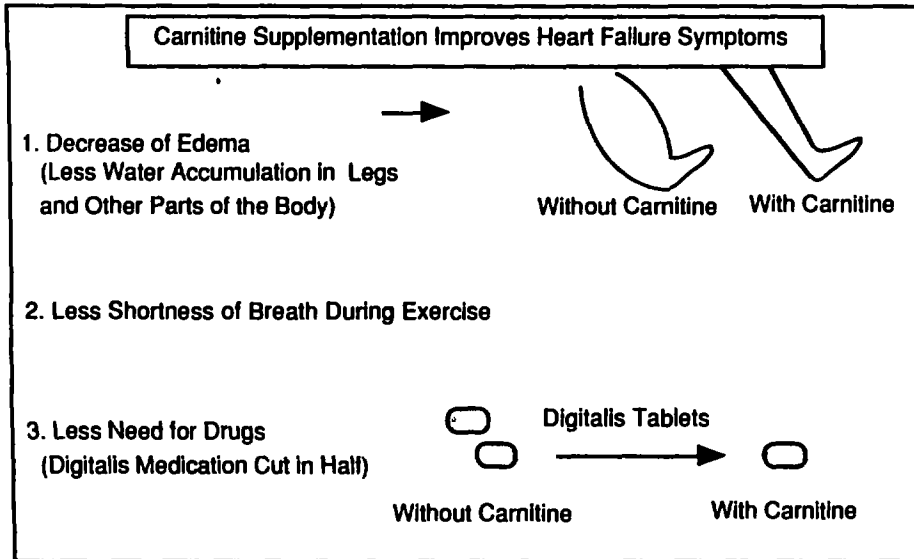 Carnitine Supplementation Improves Heart Failure Symptoms
1. Decrease of Edema
(Less Water Accumulation in Legs
and Other Parts of the Body)
Without Carnitine With Carnitine
2. Less Shortness of Breath During Exercise
3. Less Need for Drugs
(Digitalis Medication Cut in Half)
Digitalis Tablets
Without Carnitine With Carnitine